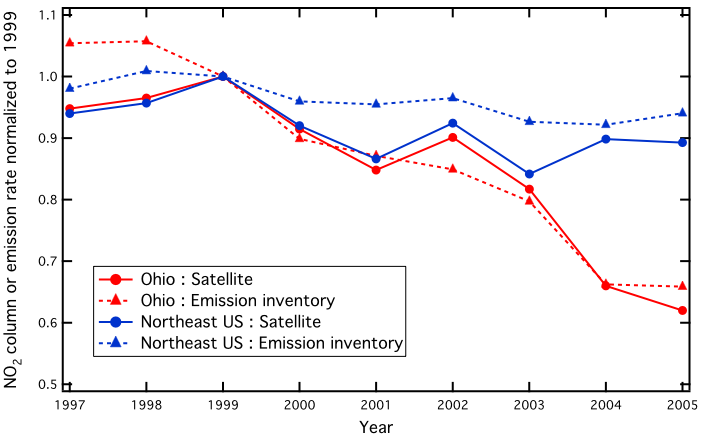 NO2 column or emission rate normalized to 1999
1.1
1.0
0.9
0.8
0.7
0.6
0.5
Ohio : Satellite
Ohio : Emission inventory
Northeast US : Satellite
Northeast US : Emission inventory
1997 1998 1999 2000 2001 2002 2003 2004 2005
Year